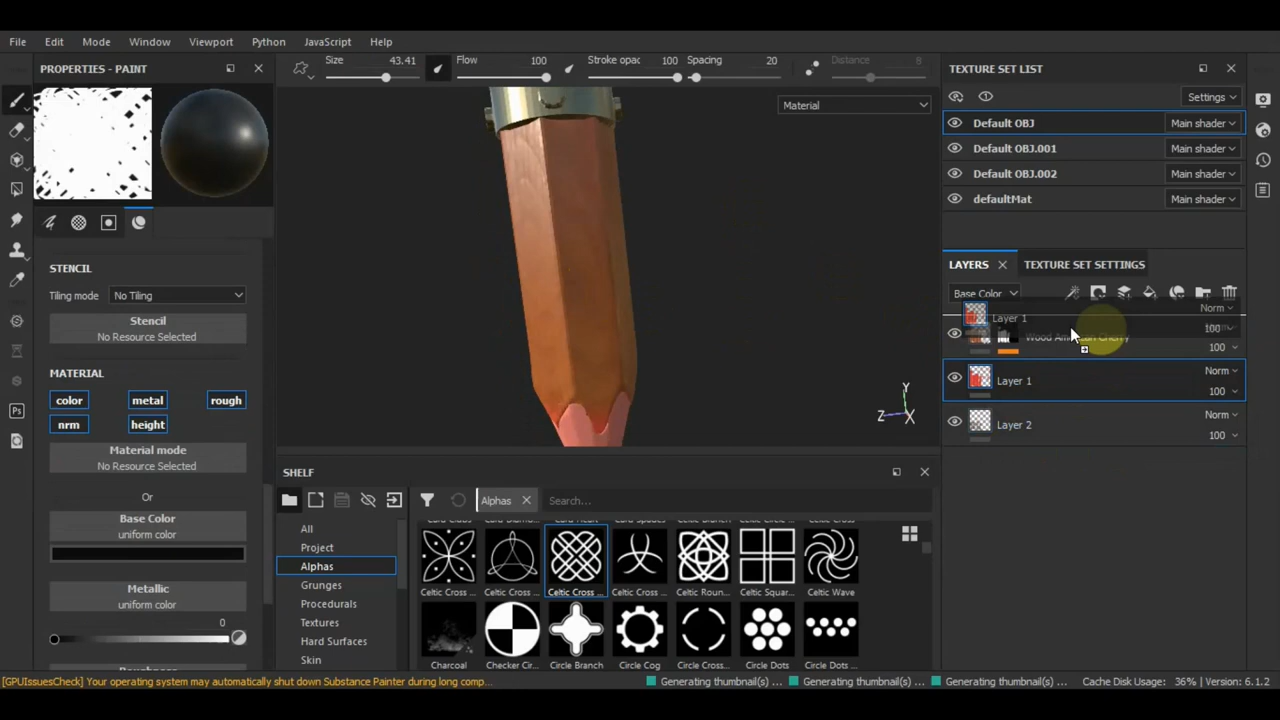 File Edit Mode Window Viewport Python JavaScript Help
PROPERTIES - PAINT
Size 43.41 Flow 100 Stroke opac 100 Spacing 20 Distance 8
Material
TEXTURE SET LIST
Settings
Default OBJ Main shader
Default OBJ.001 Main shader
Default OBJ.002 Main shader
defaultMat Main shader
LAYERS TEXTURE SET SETTINGS
Base Color
Layer 1 Norm
100
100
Layer 1 Norm
100
Layer 2 Norm
100
Y
Z X
STENCIL
Tiling mode No Tiling
Stencil
No Resource Selected
MATERIAL
color metal rough
nrm height
Material mode
No Resource Selected
Or
Base Color
uniform color
Metallic
uniform color
0
Ps
SHELF
Alphas Search...
All
Project
Alphas
Grunges
Procedurals
Textures
Hard Surfaces
Skin
Celtic Cross ... Celtic Cross ... Celtic Cross ... Celtic Cross ... Celtic Roun... Celtic Squar... Celtic Wave
Charcoal Checker Cir... Circle Branch Circle Cog Circle Cross... Circle Dots Circle Dots ...
[GPUIssuesCheck] Your operating system may automatically shut down Substance Painter during long comp...
Generating thumbnail(s) ... Generating thumbnail(s) ... Generating thumbnail(s) ... Cache Disk Usage: 36% | Version: 6.1.2